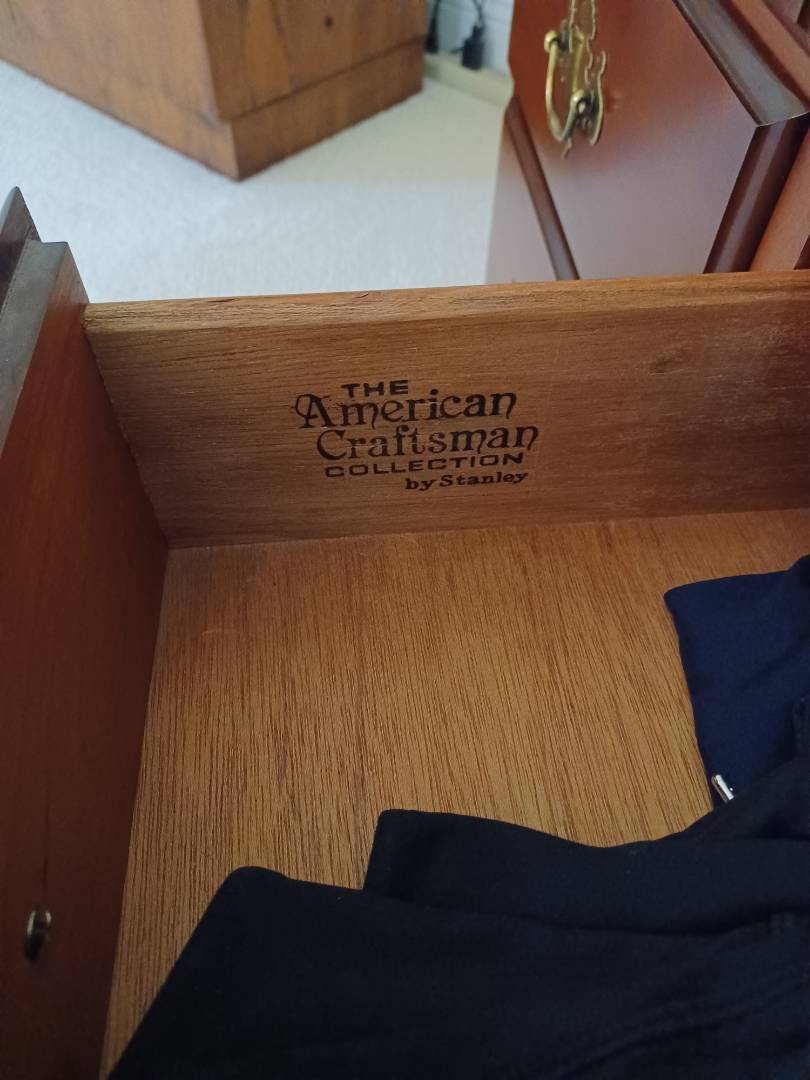 THE
American
Craftsman
COLLECTION
by Stanley